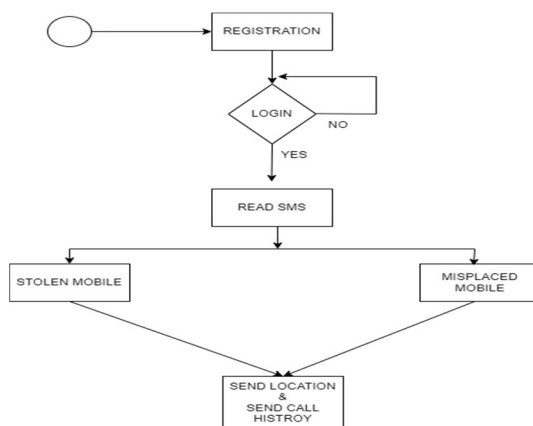 REGISTRATION
LOGIN
NO
YES
READ SMS
STOLEN MOBILE
MISPLACED
MOBILE
SEND LOCATION
&
SEND CALL
HISTROY